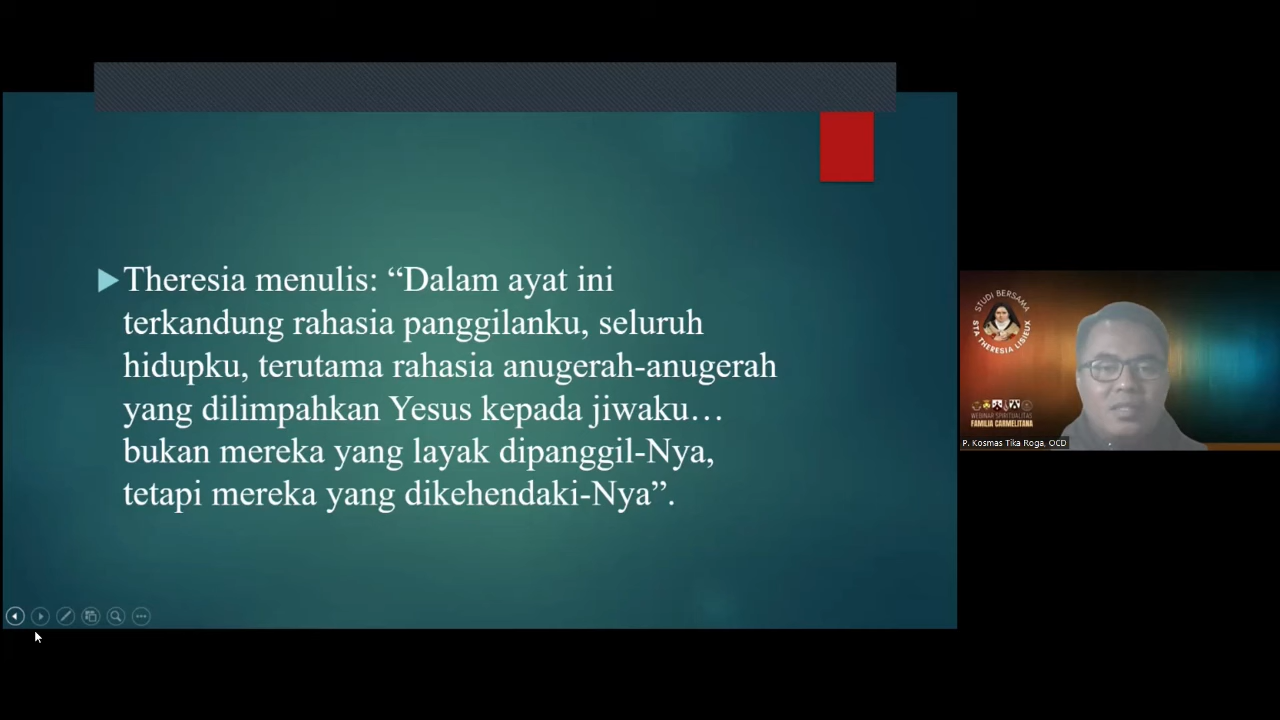 Theresia menulis: “Dalam ayat ini
terkandung rahasia panggilanku, seluruh
hidupku, terutama rahasia anugerah-anugerah
yang dilimpahkan Yesus kepada jiwaku…
bukan mereka yang layak dipanggil-Nya,
tetapi mereka yang dikehendaki-Nya”.
STUDI BERSAMA
STA THERESIA LISIEUX
WEBINAR SPIRITUALITAS
FAMILIA CARMELITANA
P. Kosmas Tika Roga, OCD